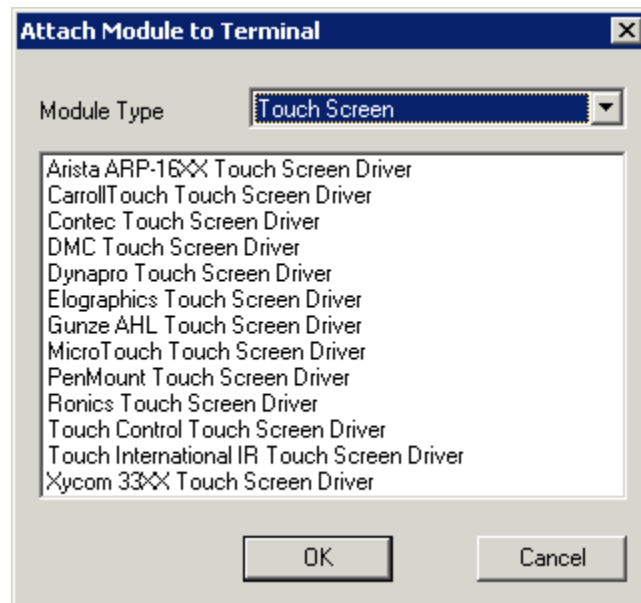 Attach Module to Terminal
Module Type Touch Screen
Arista ARP-16XX Touch Screen Driver
CarrollTouch Touch Screen Driver
Contec Touch Screen Driver
DMC Touch Screen Driver
Dynapro Touch Screen Driver
Elographics Touch Screen Driver
Gunze AHL Touch Screen Driver
MicroTouch Touch Screen Driver
PenMount Touch Screen Driver
Ronics Touch Screen Driver
Touch Control Touch Screen Driver
Touch International IR Touch Screen Driver
Xycom 33XX Touch Screen Driver
OK Cancel